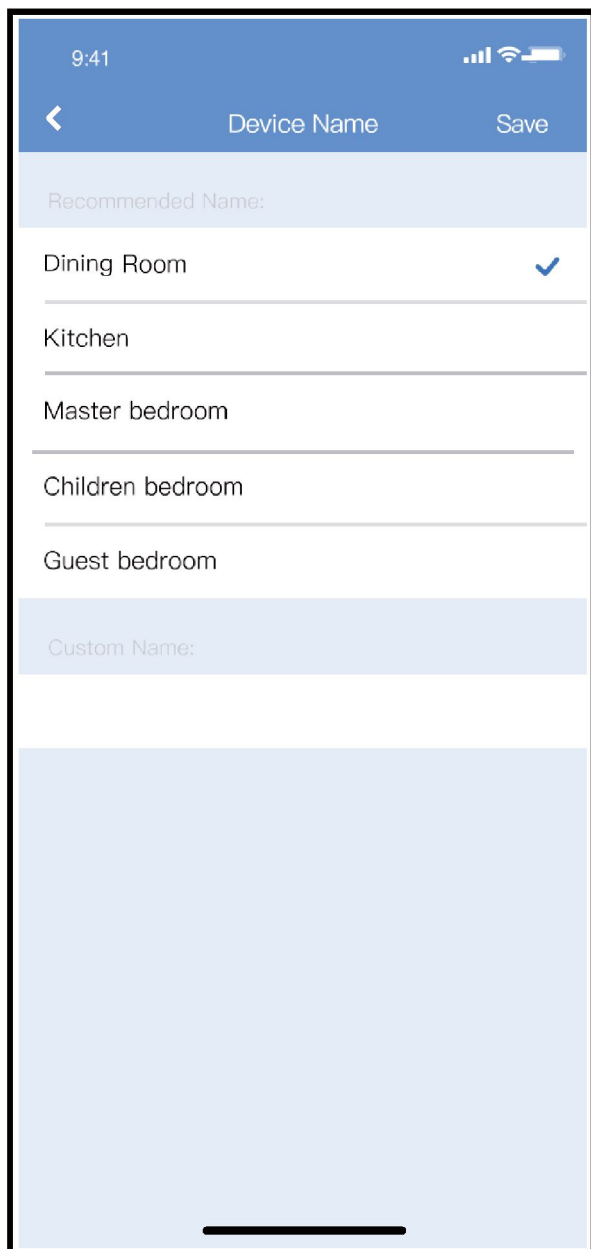 9:41
Device Name Save
Recommended Name:
Dining Room
Kitchen
Master bedroom
Children bedroom
Guest bedroom
Custom Name: